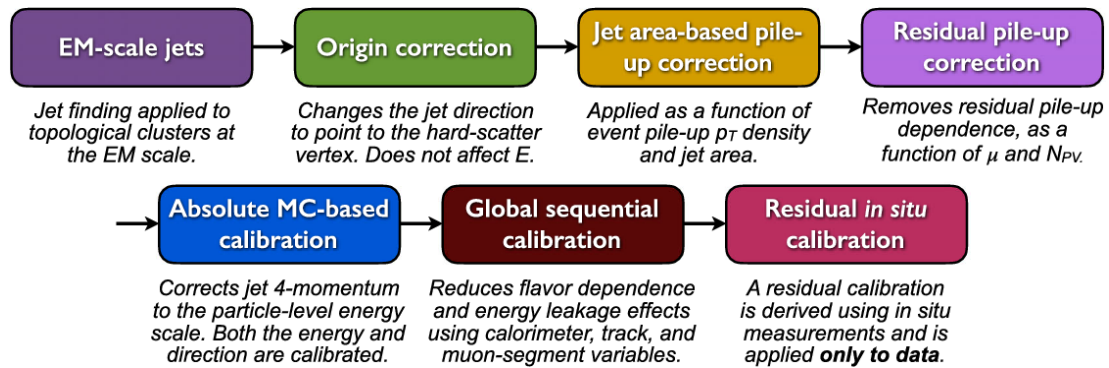 EM-scale jets
Jet finding applied to
topological clusters at
the EM scale.
Origin correction
Changes the jet direction
to point to the hard-scatter
vertex. Does not affect E.
Jet area-based pile-
up correction
Applied as a function of
event pile-up pT density
and jet area.
Residual pile-up
correction
Removes residual pile-up
dependence, as a
function of μ and NPV.
Absolute MC-based
calibration
Corrects jet 4-momentum
to the particle-level energy
scale. Both the energy and
direction are calibrated.
Global sequential
calibration
Reduces flavor dependence
and energy leakage effects
using calorimeter, track, and
muon-segment variables.
Residual in situ
calibration
A residual calibration
is derived using in situ
measurements and is
applied only to data.